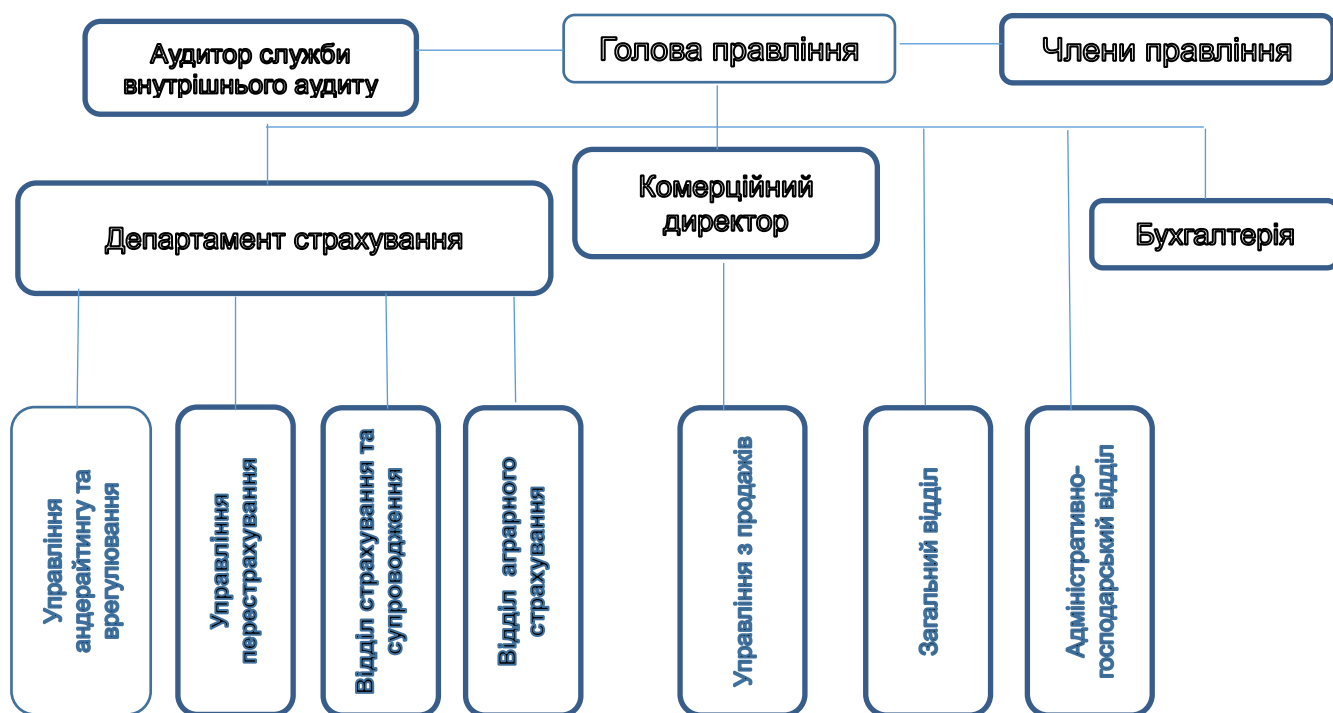 Аудитор служби
внутрішнього аудиту
Голова правління
Члени правління
Департамент страхування
Комерційний
директор
Бухгалтерія
Управління
андерайтингу та
врегулювання
Управління
перестрахування
Відділ страхування та
супроводження
Відділ аграрного
страхування
Управління з продажів
Загальний відділ
Адміністративно-
господарський відділ